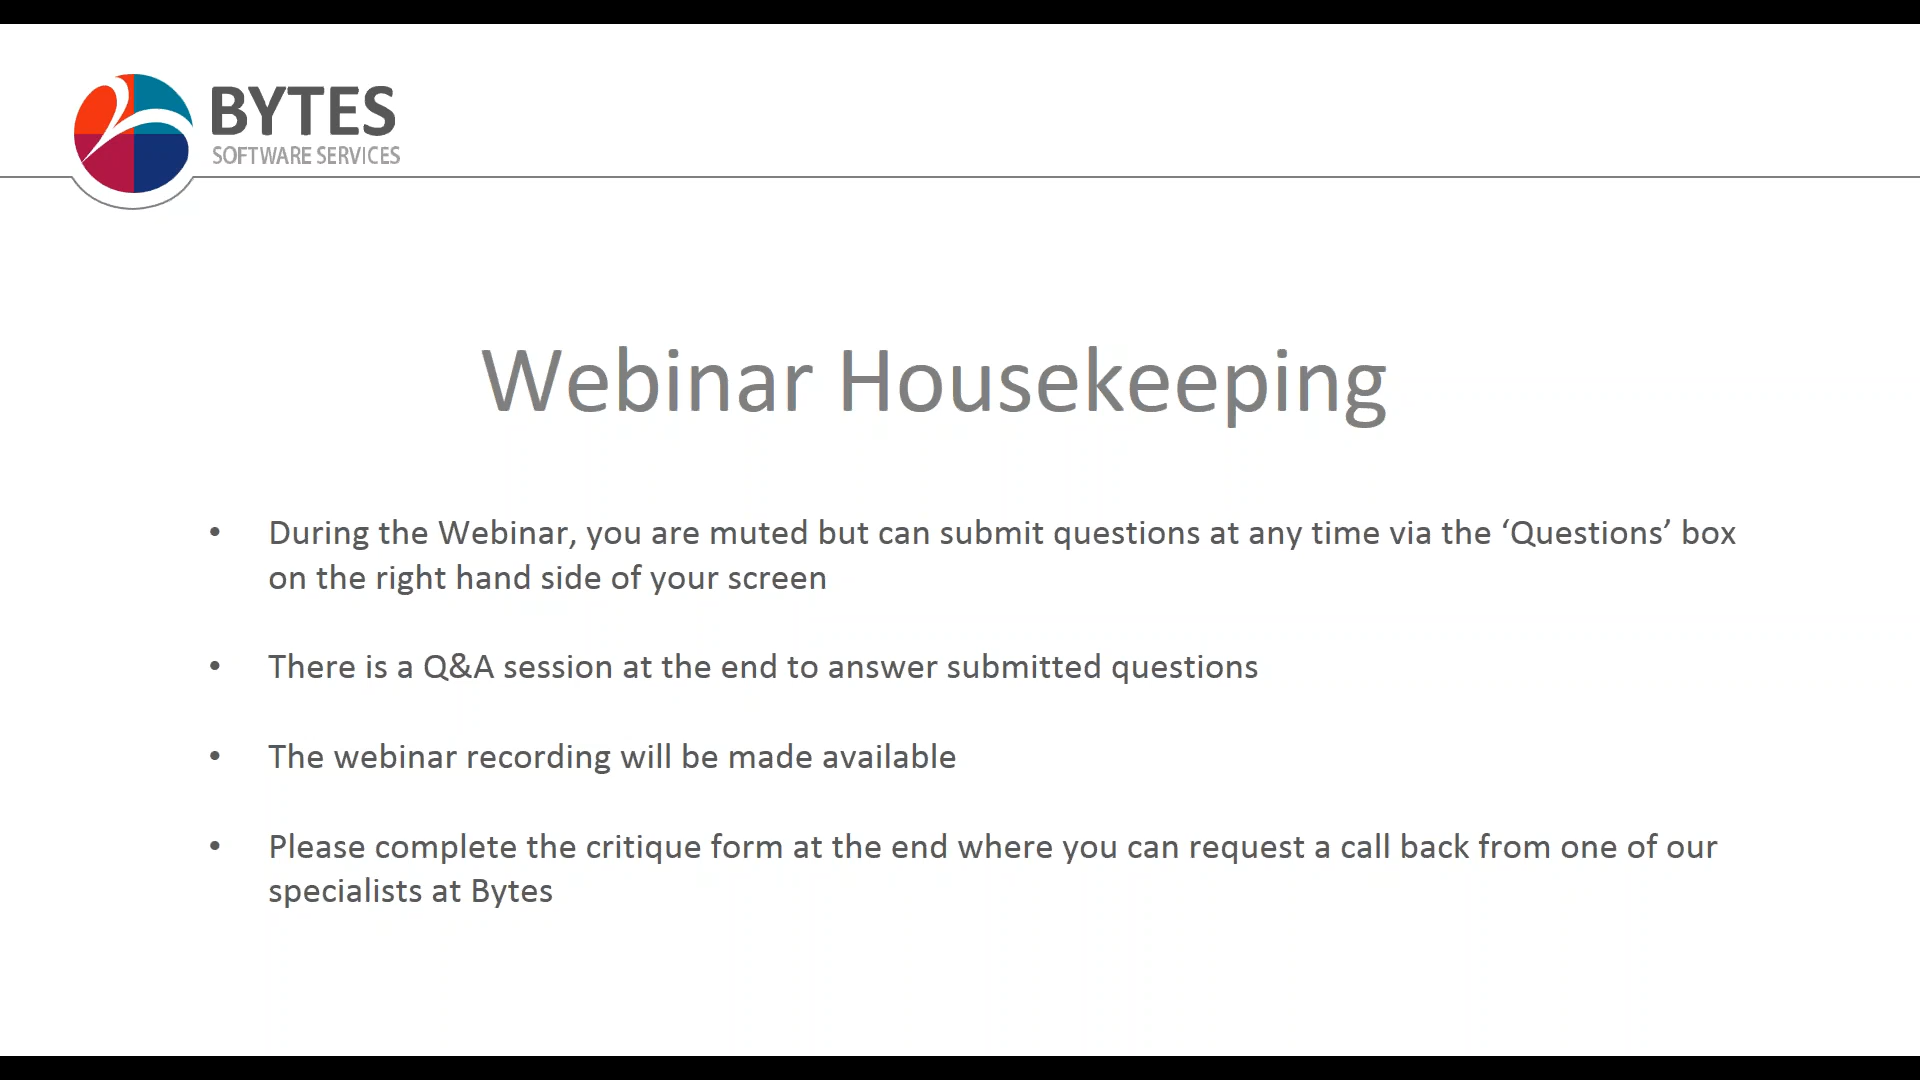 BYTES
SOFTWARE SERVICES
Webinar Housekeeping
• During the Webinar, you are muted but can submit questions at any time via the ‘Questions’ box
on the right hand side of your screen
• There is a Q&A session at the end to answer submitted questions
• The webinar recording will be made available
• Please complete the critique form at the end where you can request a call back from one of our
specialists at Bytes